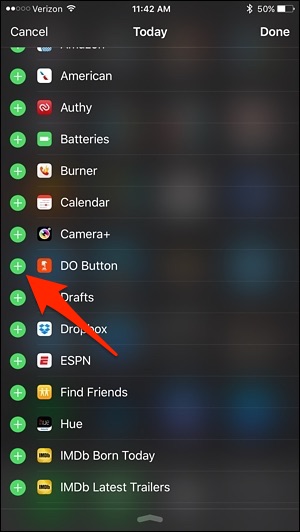 Verizon 11:42 AM 50%
Cancel Today Done
Amazon
American
Authy
Batteries
Burner
Calendar
Camera+
DO Button
Drafts
Dropbox
ESPN
Find Friends
Hue
IMDb Born Today
IMDb Latest Trailers